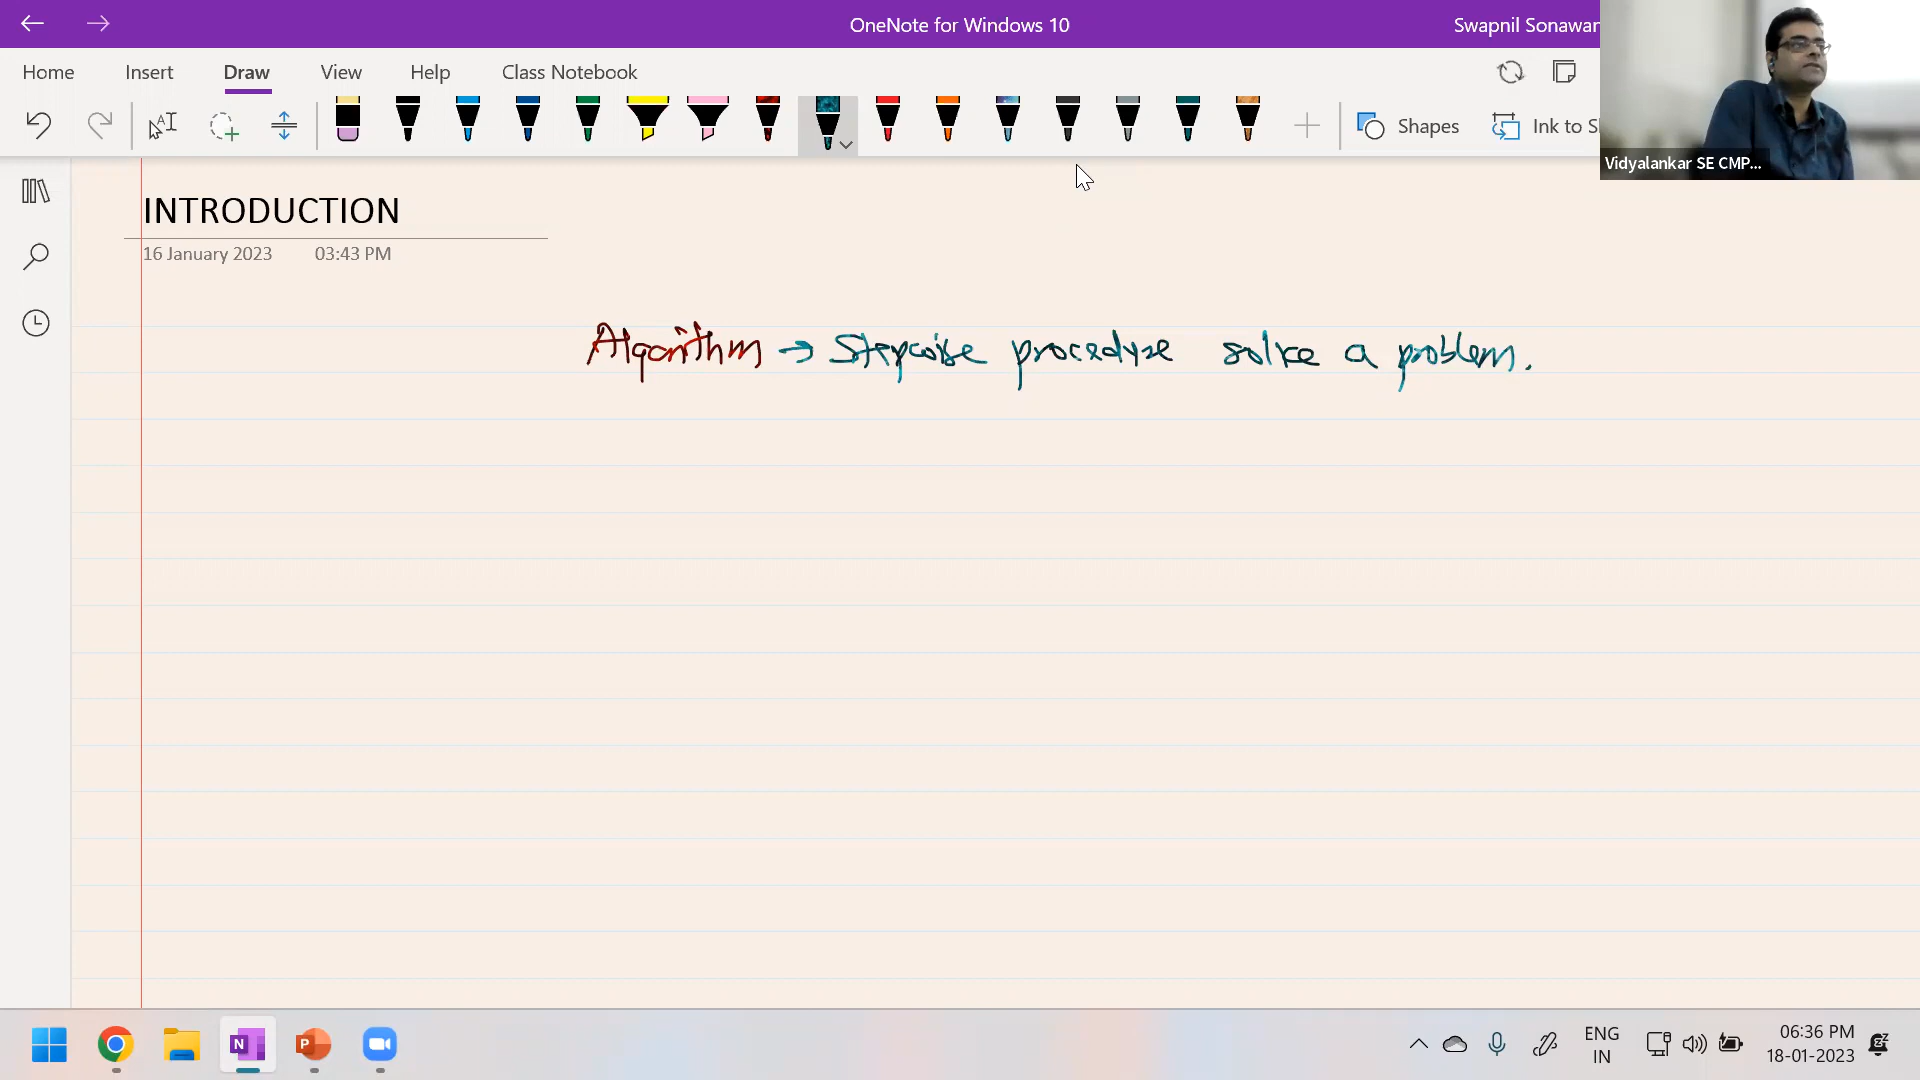 OneNote for Windows 10
Swapnil Sonawan
Home Insert Draw View Help Class Notebook
Shapes Ink to S
Vidyalankar SE CMP...
INTRODUCTION
16 January 2023 03:43 PM
Algorithm → Stepwise procedure solve a problem.
ENG
IN
06:36 PM
18-01-2023